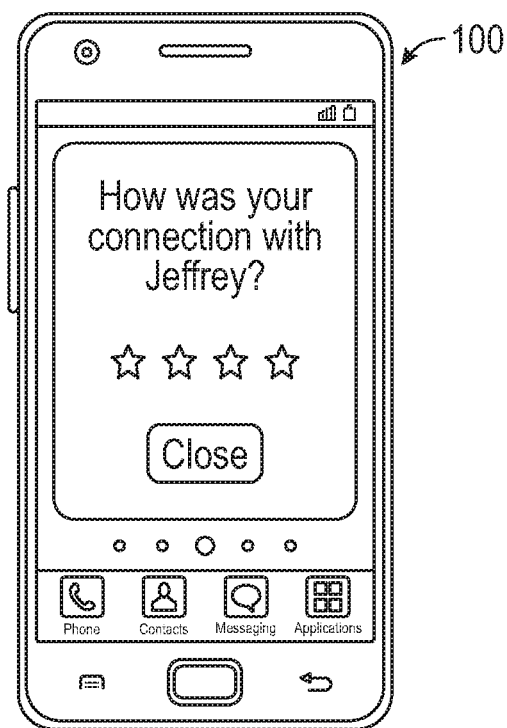 100
How was your
connection with
Jeffrey?
Close
Phone Contacts Messaging Applications